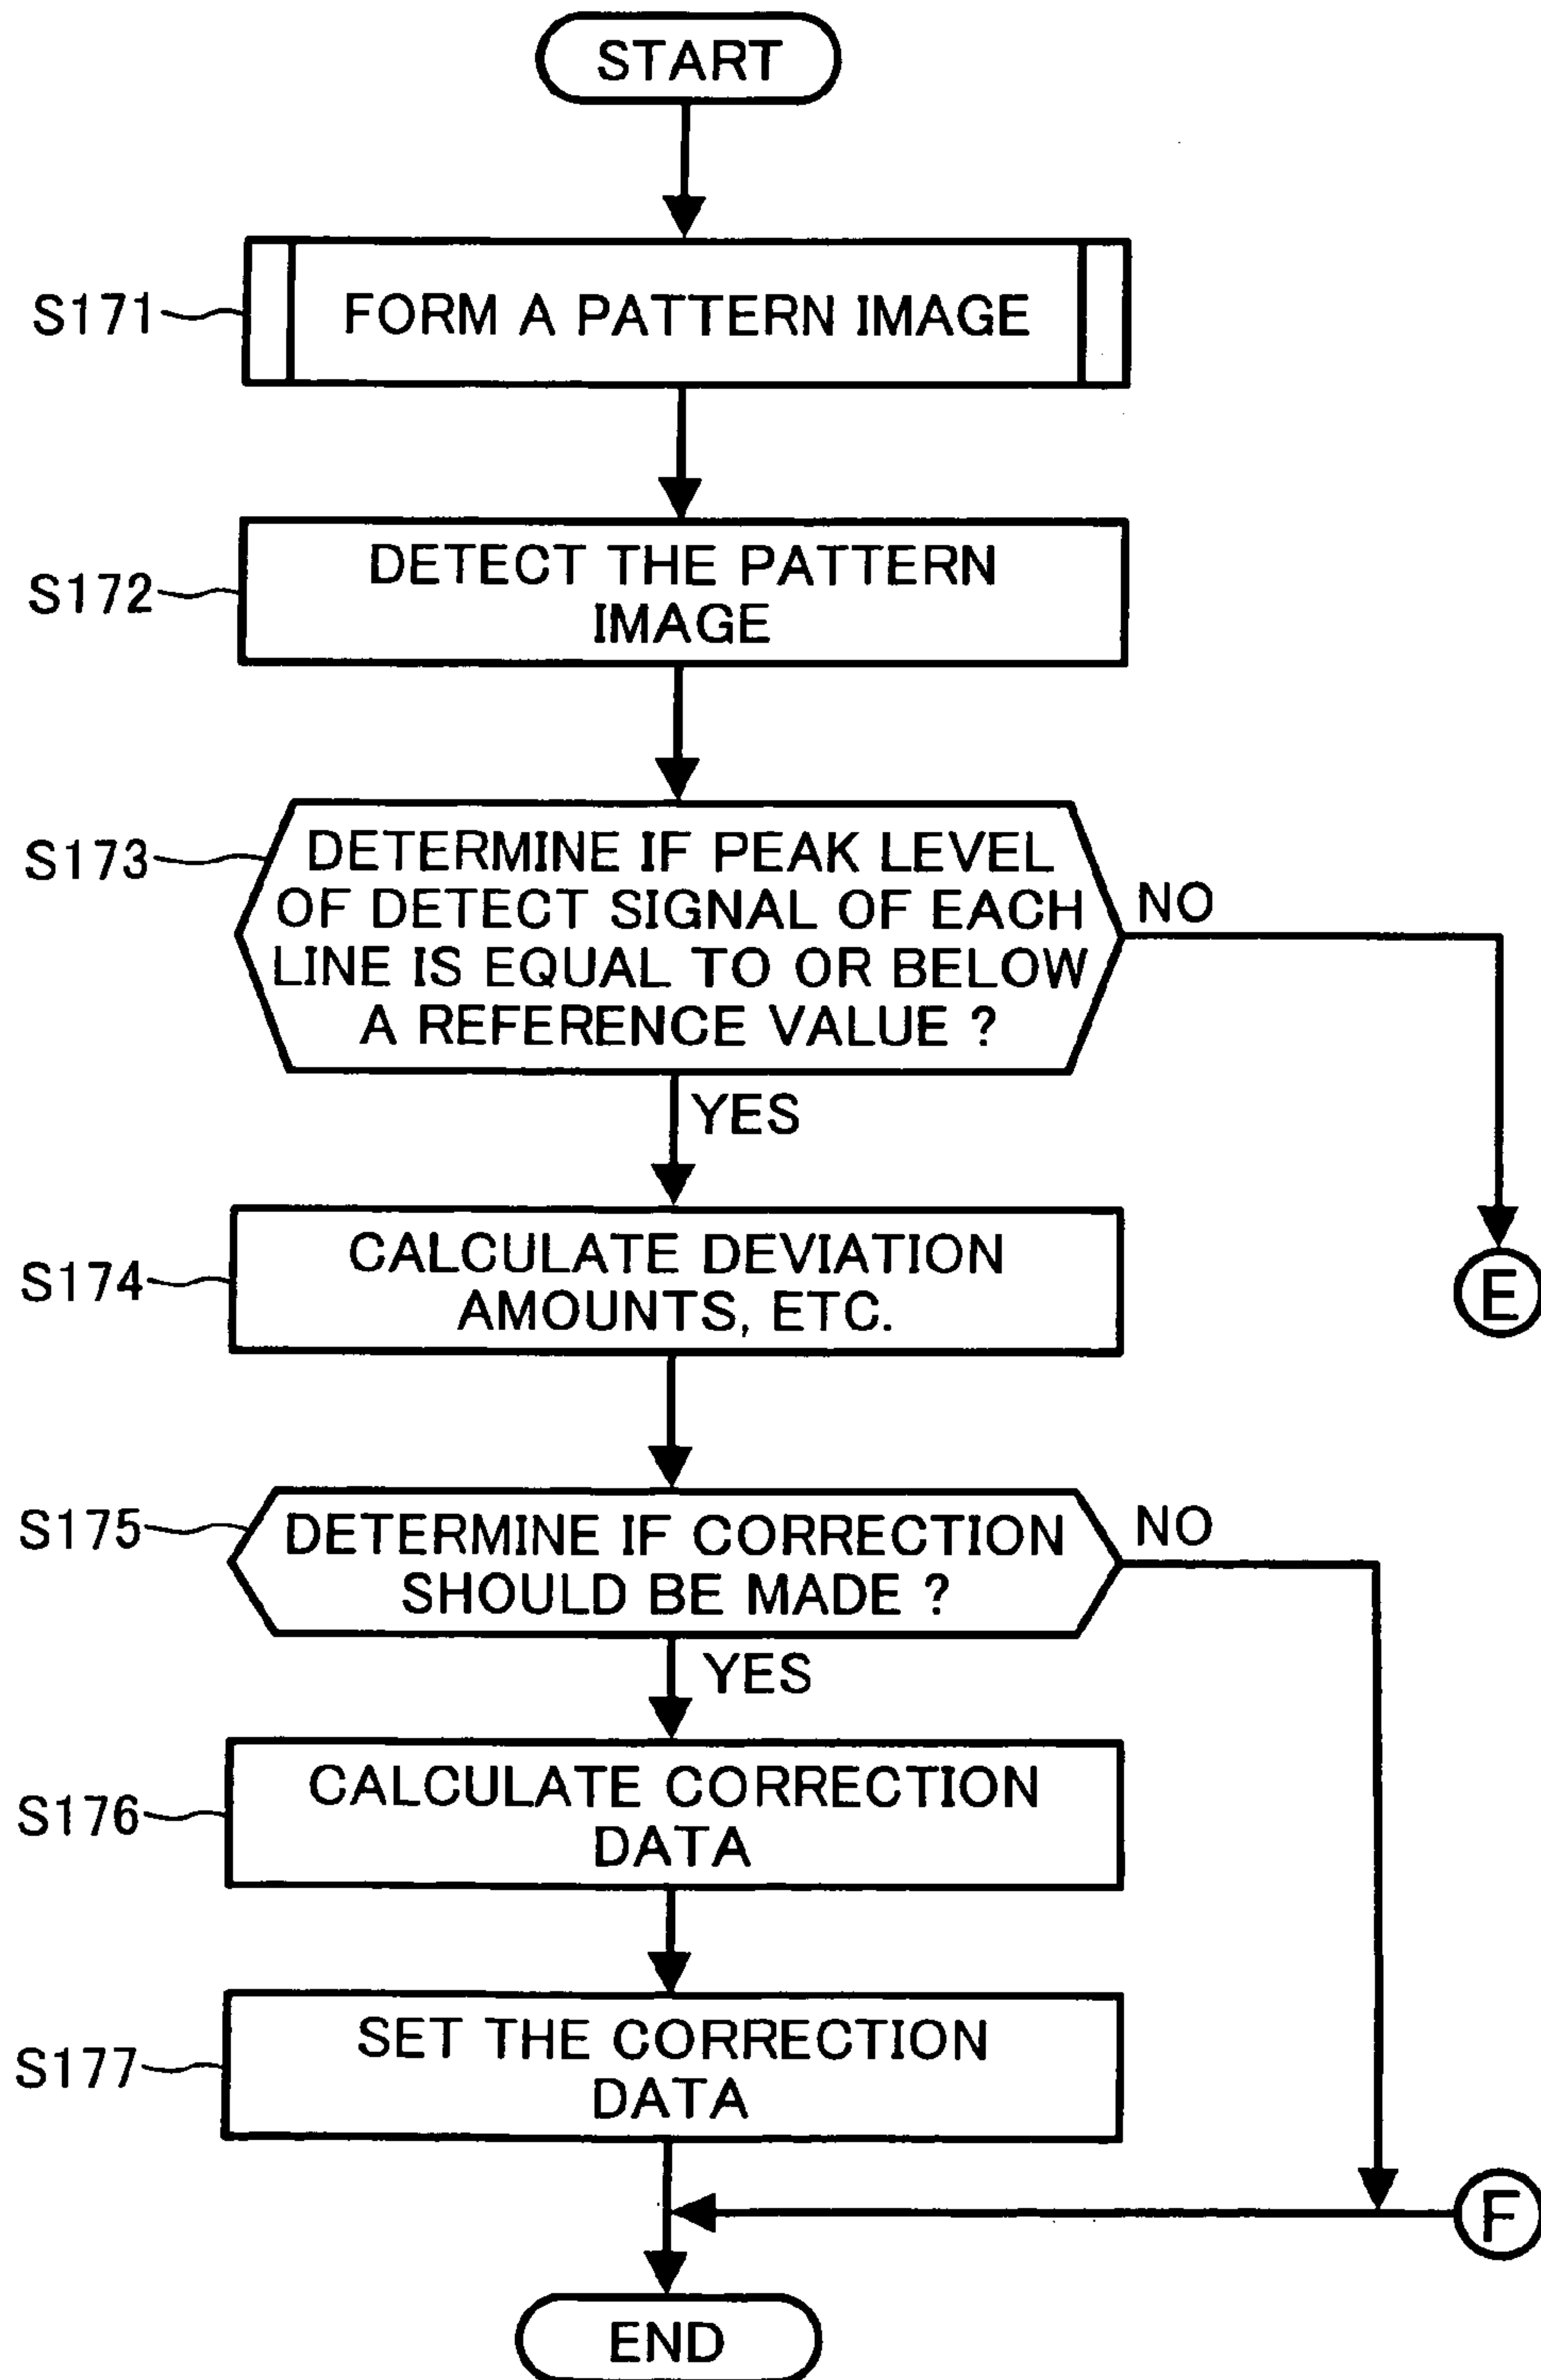 START
S171
FORM A PATTERN IMAGE
S172
DETECT THE PATTERN
IMAGE
S173
DETERMINE IF PEAK LEVEL
OF DETECT SIGNAL OF EACH
LINE IS EQUAL TO OR BELOW
A REFERENCE VALUE ?
NO
YES
S174
CALCULATE DEVIATION
AMOUNTS, ETC.
E
S175
DETERMINE IF CORRECTION
SHOULD BE MADE ?
NO
YES
S176
CALCULATE CORRECTION
DATA
S177
SET THE CORRECTION
DATA
F
END